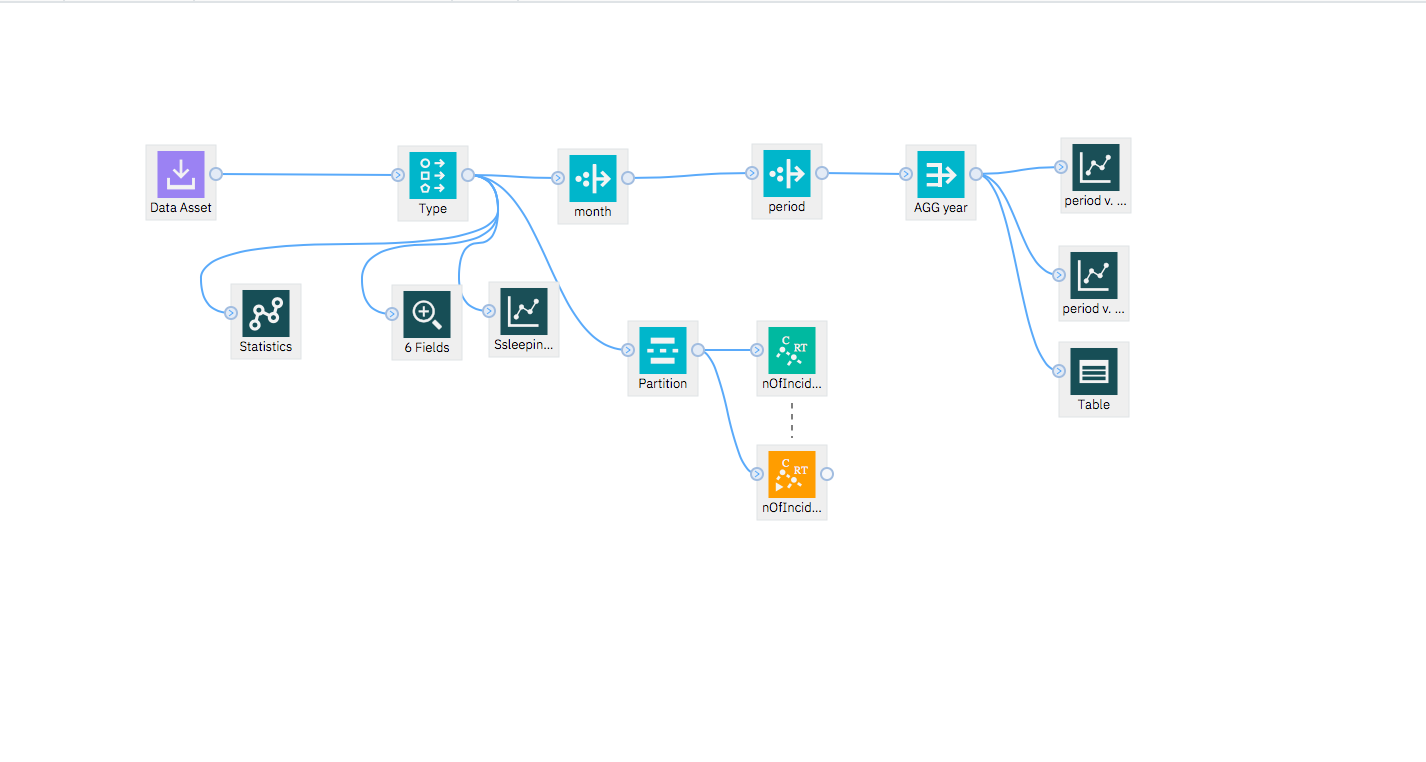 Data Asset
Type
month
period
AGG year
period v. ...
period v. ...
Table
Statistics
6 Fields
Ssleepin...
Partition
C RT
nOfIncid...
C RT
nOfIncid...